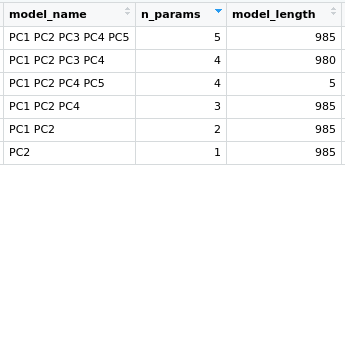 model_name n_params model_length
PC1 PC2 PC3 PC4 PC5 5 985
PC1 PC2 PC3 PC4 4 980
PC1 PC2 PC4 PC5 4 5
PC1 PC2 PC4 3 985
PC1 PC2 2 985
PC2 1 985